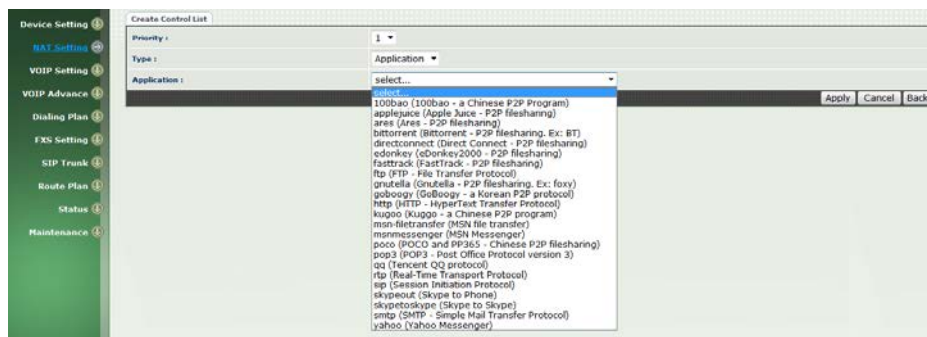 Device Setting
NAT Setting
VOIP Setting
VOIP Advance
Dialing Plan
FXS Setting
SIP Trunk
Route Plan
Status
Maintenance
Create Control List
Priority :
1
Type :
Application
Application :
select...
select...
100bao (100bao - a Chinese P2P Program)
applejuice (Apple Juice - P2P filesharing)
ares (Ares - P2P filesharing)
bittorrent (Bittorrent - P2P filesharing. Ex: BT)
directconnect (Direct Connect - P2P filesharing)
edonkey (eDonkey2000 - P2P filesharing)
fasttrack (FastTrack - P2P filesharing)
ftp (FTP - File Transfer Protocol)
gnutella (Gnutella - P2P filesharing. Ex: foxy)
goboogy (GoBoogy - a Korean P2P protocol)
http (HTTP - HyperText Transfer Protocol)
kugoo (Kuggo - a Chinese P2P program)
msn-filetransfer (MSN file transfer)
msnmessenger (MSN Messenger)
poco (POCO and PP365 - Chinese P2P filesharing)
pop3 (POP3 - Post Office Protocol version 3)
qq (Tencent QQ protocol)
rtp (Real-Time Transport Protocol)
sip (Session Initiation Protocol)
skypeout (Skype to Phone)
skypetoskype (Skype to Skype)
smtp (SMTP - Simple Mail Transfer Protocol)
yahoo (Yahoo Messenger)
Apply Cancel Back